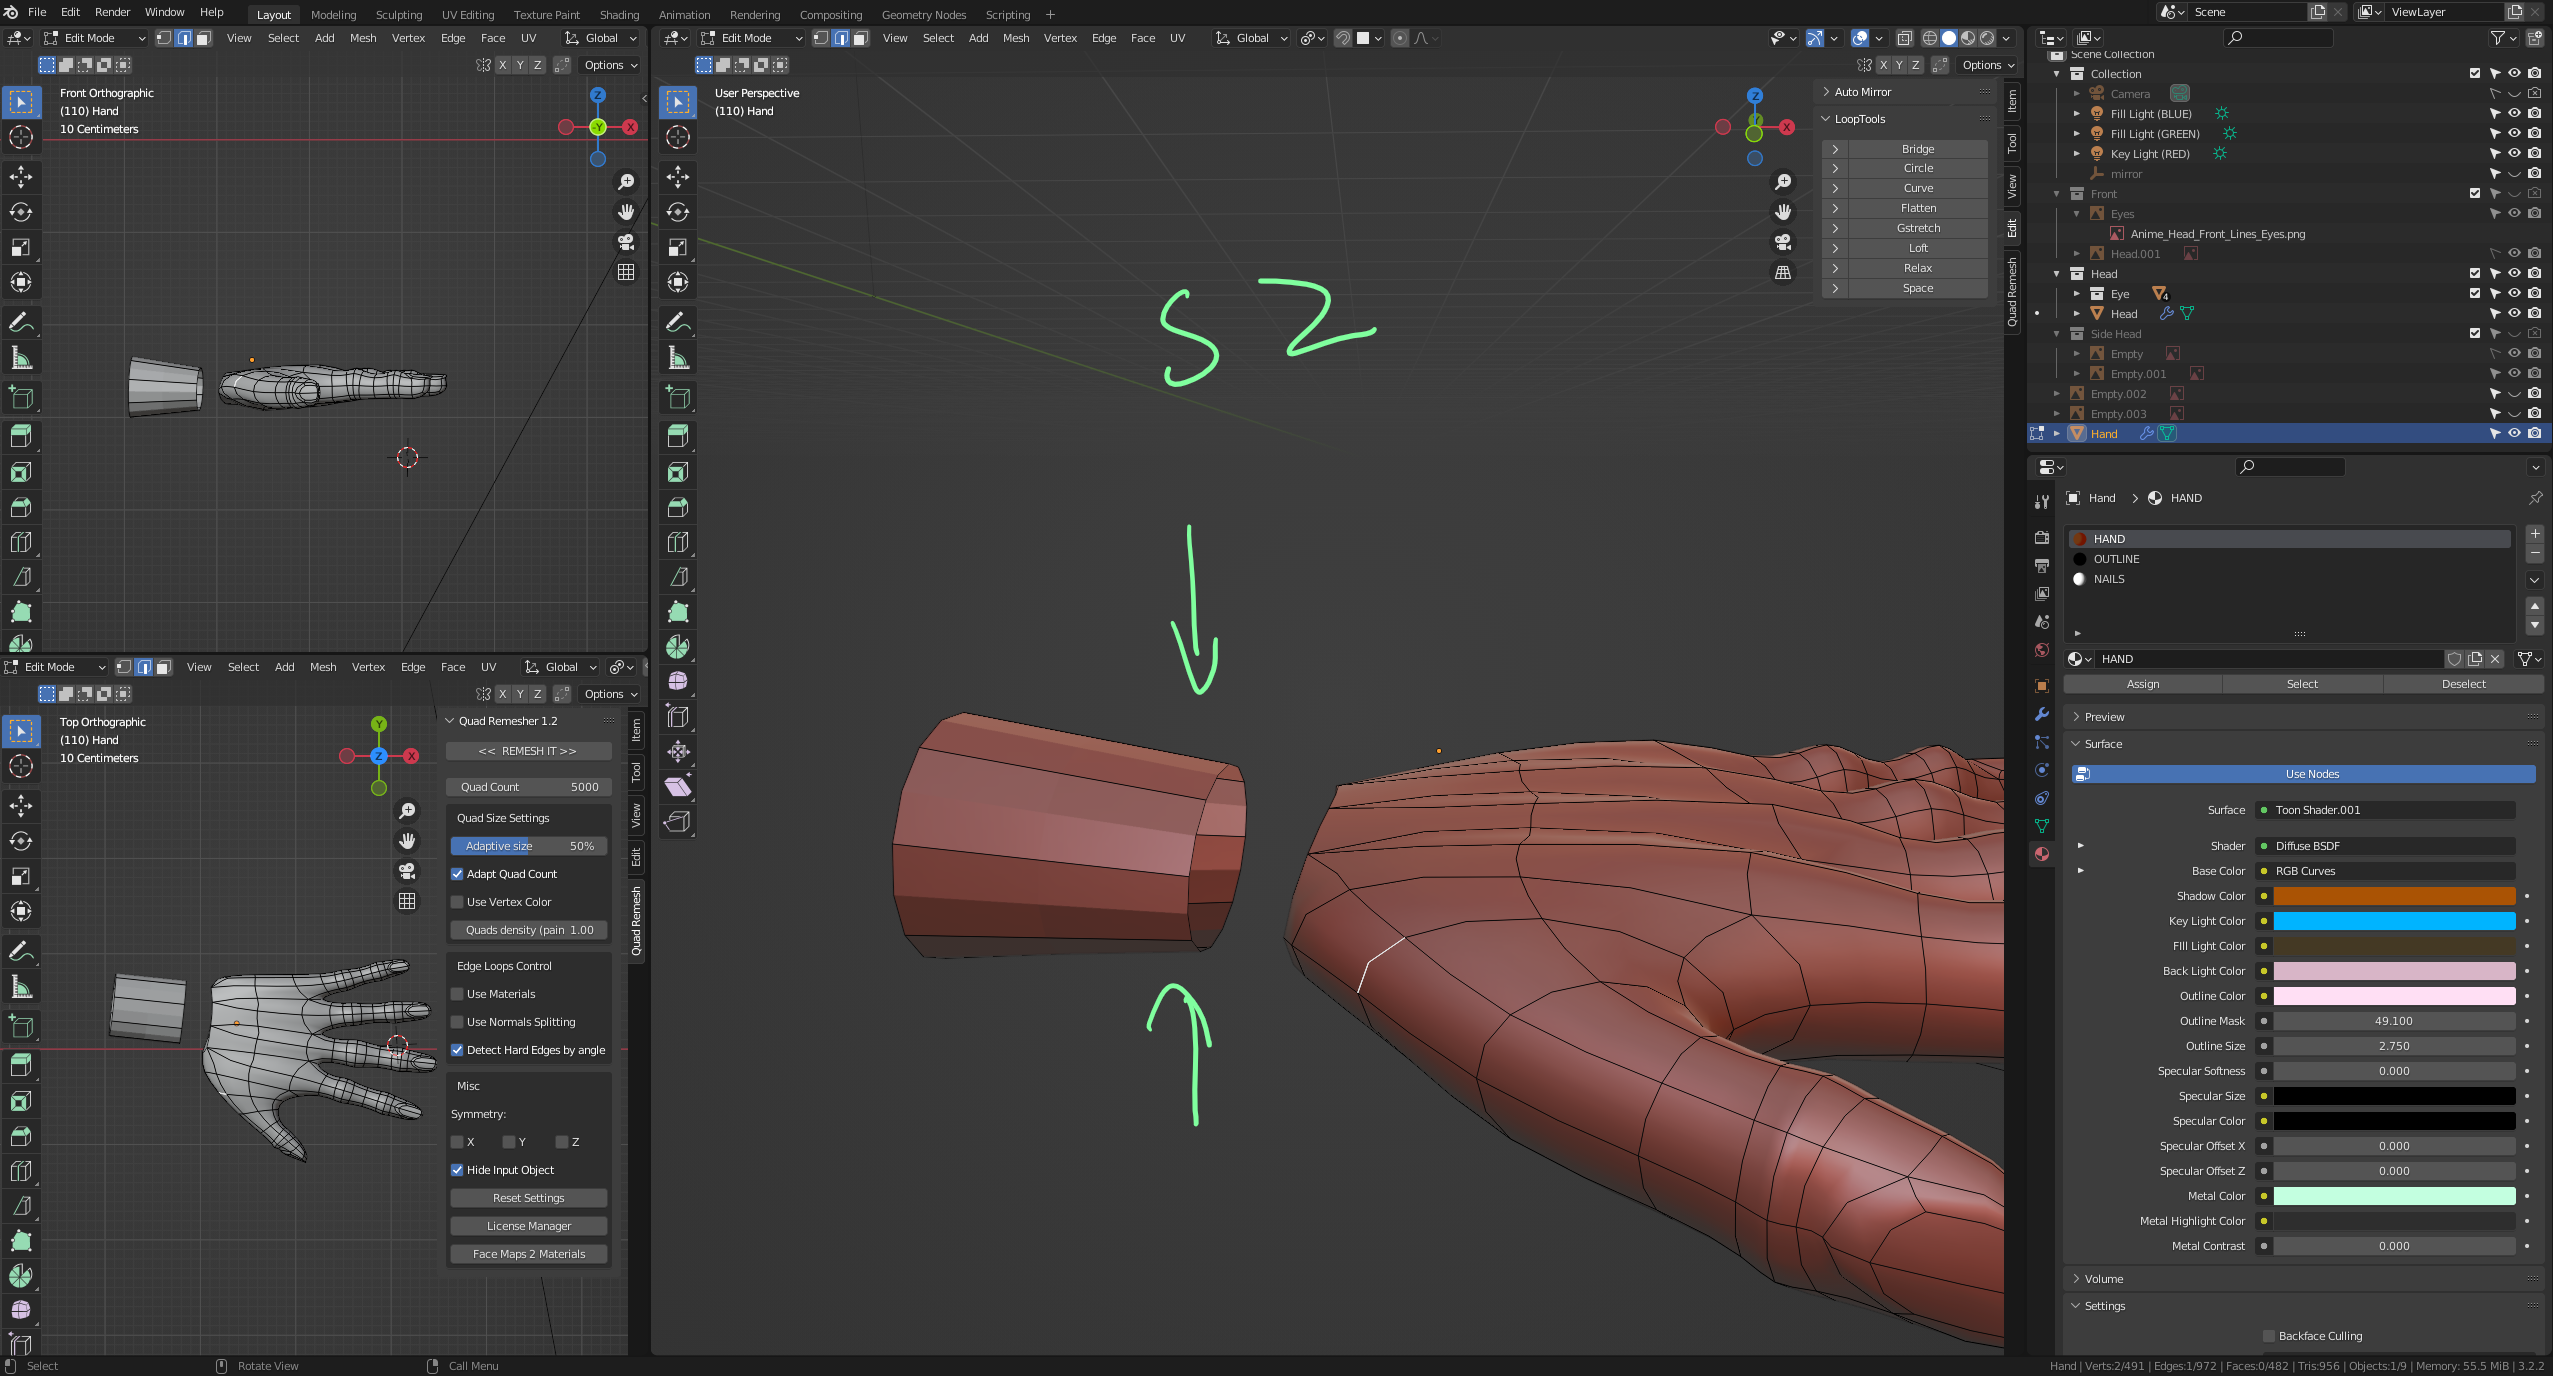 File Edit Render Window Help Layout Modeling Sculpting UV Editing Texture Paint Shading Animation Rendering Compositing Geometry Nodes Scripting + Scene ViewLayer
Edit Mode View Select Add Mesh Vertex Edge Face UV Global
X Y Z Options
Front Orthographic
(110) Hand
10 Centimeters
Z
-Y X
Edit Mode View Select Add Mesh Vertex Edge Face UV Global
X Y Z Options
Top Orthographic
(110) Hand
10 Centimeters
Y
Z X
Quad Remesher 1.2
<< REMESH IT >>
Quad Count 5000
Quad Size Settings
Adaptive size 50%
Adapt Quad Count
Use Vertex Color
Quads density (pain 1.00
Edge Loops Control
Use Materials
Use Normals Splitting
Detect Hard Edges by angle
Misc
Symmetry:
X Y Z
Hide Input Object
Reset Settings
License Manager
Face Maps 2 Materials
Item
Tool
View
Edit
Quad Remesh
Edit Mode View Select Add Mesh Vertex Edge Face UV Global
X Y Z Options
User Perspective
(110) Hand
Z
X
S Z
Auto Mirror
LoopTools
Bridge
Circle
Curve
Flatten
Gstretch
Loft
Relax
Space
Item
Tool
View
Edit
Quad Remesh
Scene Collection
Collection
Camera
Fill Light (BLUE)
Fill Light (GREEN)
Key Light (RED)
mirror
Front
Eyes
Anime_Head_Front_Lines_Eyes.png
Head.001
Head
Eye 4
Head
Side Head
Empty
Empty.001
Empty.002
Empty.003
Hand
Hand > HAND
HAND
OUTLINE
NAILS
HAND
Assign Select Deselect
Preview
Surface
Use Nodes
Surface Toon Shader.001
Shader Diffuse BSDF
Base Color RGB Curves
Shadow Color
Key Light Color
FIll Light Color
Back Light Color
Outline Color
Outline Mask 49.100
Outline Size 2.750
Specular Softness 0.000
Specular Size
Specular Color
Specular Offset X 0.000
Specular Offset Z 0.000
Metal Color
Metal Highlight Color
Metal Contrast 0.000
Volume
Settings
Backface Culling
Select Rotate View Call Menu Hand | Verts:2/491 | Edges:1/972 | Faces:0/482 | Tris:956 | Objects:1/9 | Memory: 55.5 MiB | 3.2.2